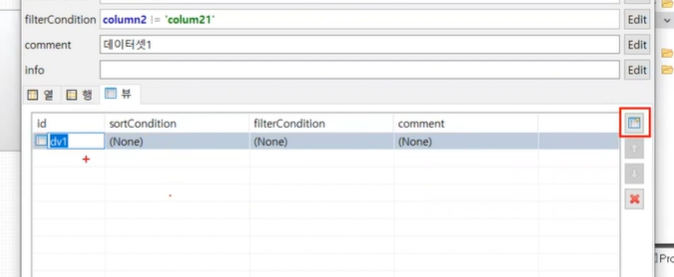 filterCondition column2 != 'colum21' Edit
comment 데이터셋1 Edit
info Edit
열 행 뷰
id sortCondition filterCondition comment
dv1 (None) (None) (None)
Pro